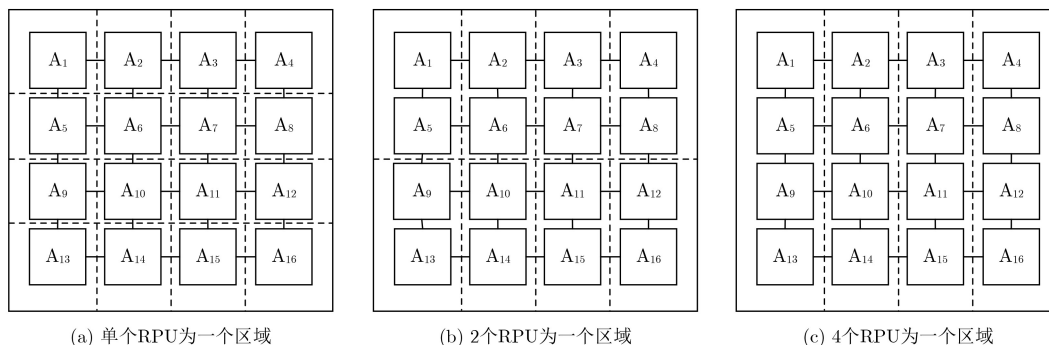 A₁ A₂ A₃ A₄ A₁ A₂ A₃ A₄ A₁ A₂ A₃ A₄
A₅ A₆ A₇ A₈ A₅ A₆ A₇ A₈ A₅ A₆ A₇ A₈
A₉ A₁₀ A₁₁ A₁₂ A₉ A₁₀ A₁₁ A₁₂ A₉ A₁₀ A₁₁ A₁₂
A₁₃ A₁₄ A₁₅ A₁₆ A₁₃ A₁₄ A₁₅ A₁₆ A₁₃ A₁₄ A₁₅ A₁₆
(a) 单个RPU为一个区域 (b) 2个RPU为一个区域 (c) 4个RPU为一个区域